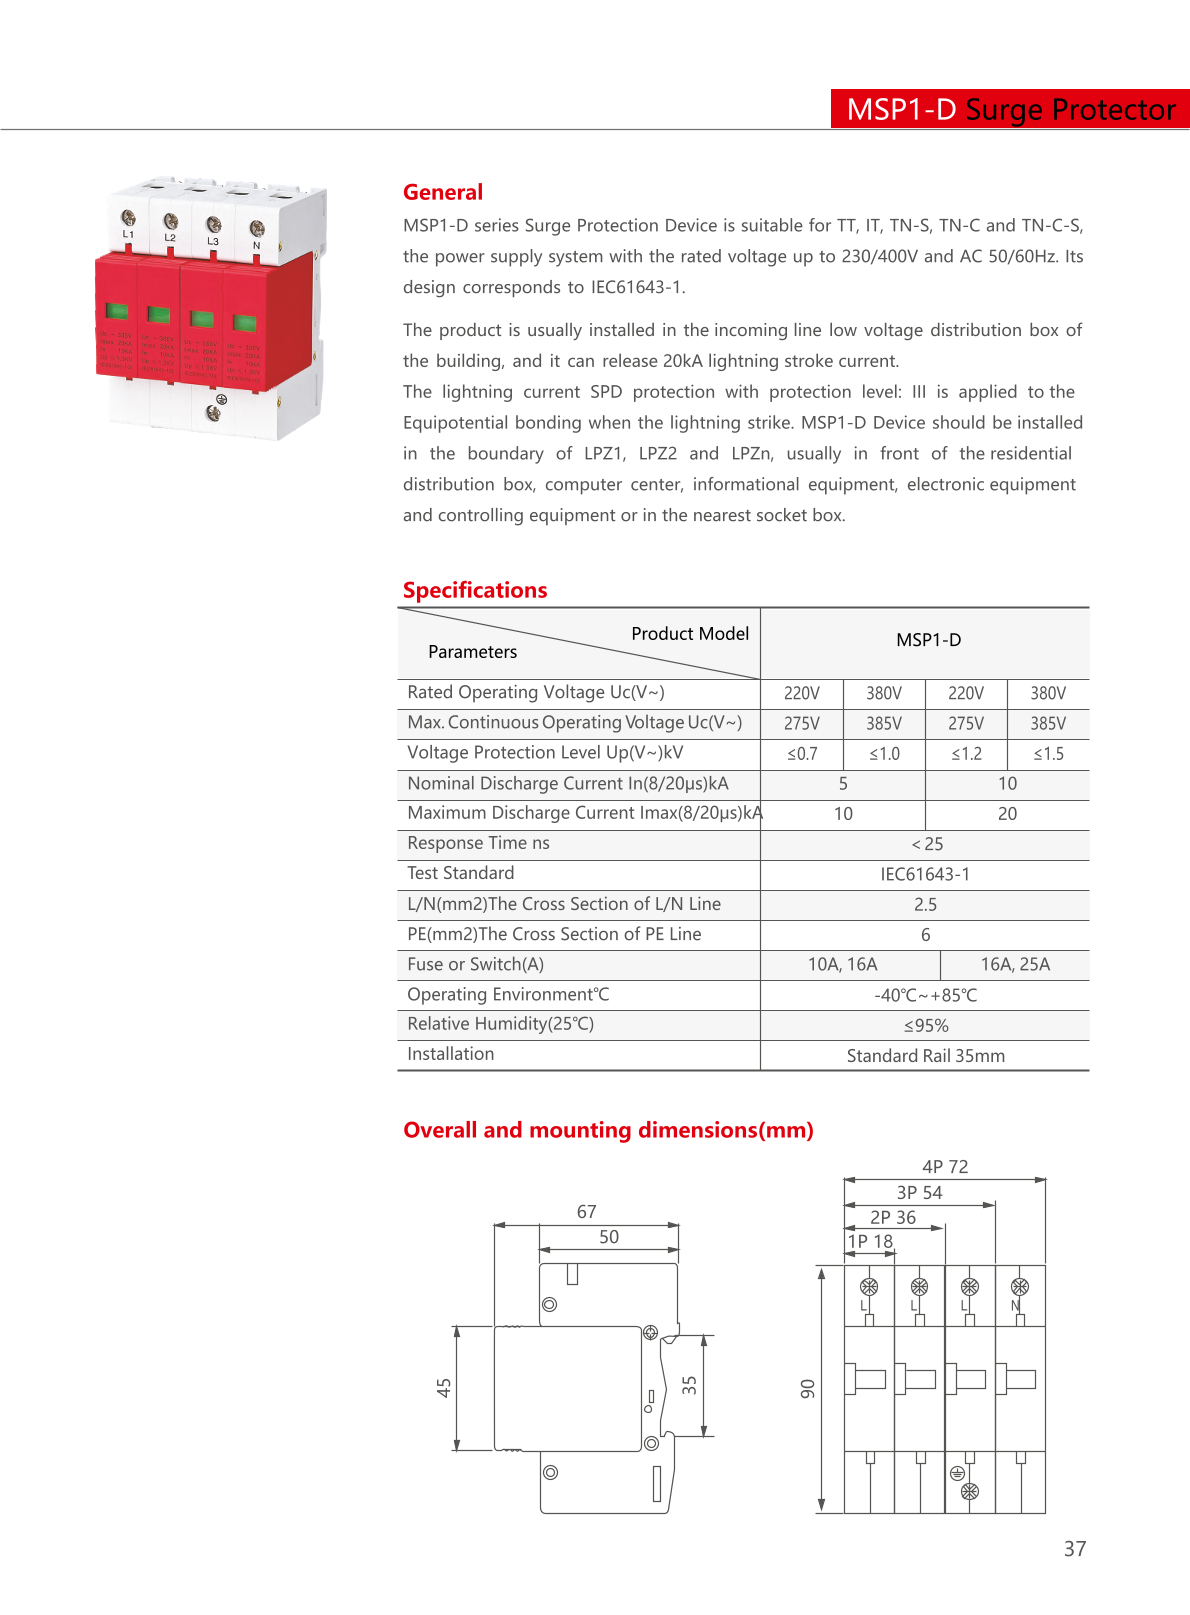 MSP1-D Surge Protector
L1 L2 L3 N
General
MSP1-D series Surge Protection Device is suitable for TT, IT, TN-S, TN-C and TN-C-S,
the power supply system with the rated voltage up to 230/400V and AC 50/60Hz. Its
design corresponds to IEC61643-1.
The product is usually installed in the incoming line low voltage distribution box of
the building, and it can release 20kA lightning stroke current.
The lightning current SPD protection with protection level: III is applied to the
Equipotential bonding when the lightning strike. MSP1-D Device should be installed
in the boundary of LPZ1, LPZ2 and LPZn, usually in front of the residential
distribution box, computer center, informational equipment, electronic equipment
and controlling equipment or in the nearest socket box.
Specifications
Product Model
Parameters
MSP1-D
Rated Operating Voltage Uc(V~) 220V 380V 220V 380V
Max. Continuous Operating Voltage Uc(V~) 275V 385V 275V 385V
Voltage Protection Level Up(V~)kV ≤0.7 ≤1.0 ≤1.2 ≤1.5
Nominal Discharge Current In(8/20μs)kA 5 10
Maximum Discharge Current Imax(8/20μs)kA 10 20
Response Time ns < 25
Test Standard IEC61643-1
L/N(mm2)The Cross Section of L/N Line 2.5
PE(mm2)The Cross Section of PE Line 6
Fuse or Switch(A) 10A, 16A 16A, 25A
Operating Environment℃ -40℃~+85℃
Relative Humidity(25℃) ≤95%
Installation Standard Rail 35mm
Overall and mounting dimensions(mm)
67
50
45
35
4P 72
3P 54
2P 36
1P 18
90
L L L N
37